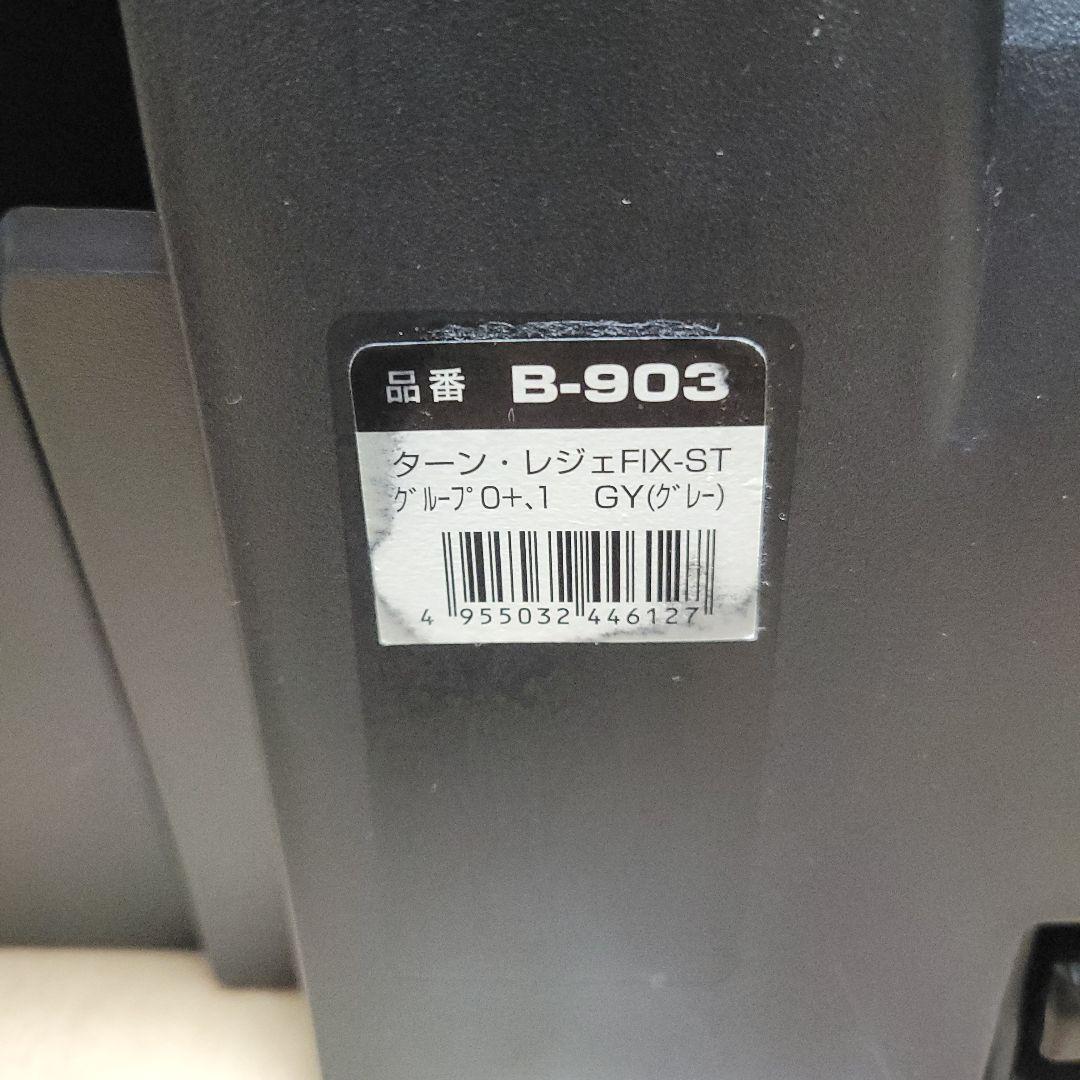 品番 B-903
ターン・レジェFIX-ST
ｸﾞﾙｰﾌﾟ0+､1 GY(ｸﾞﾚｰ)
4 955032 446127